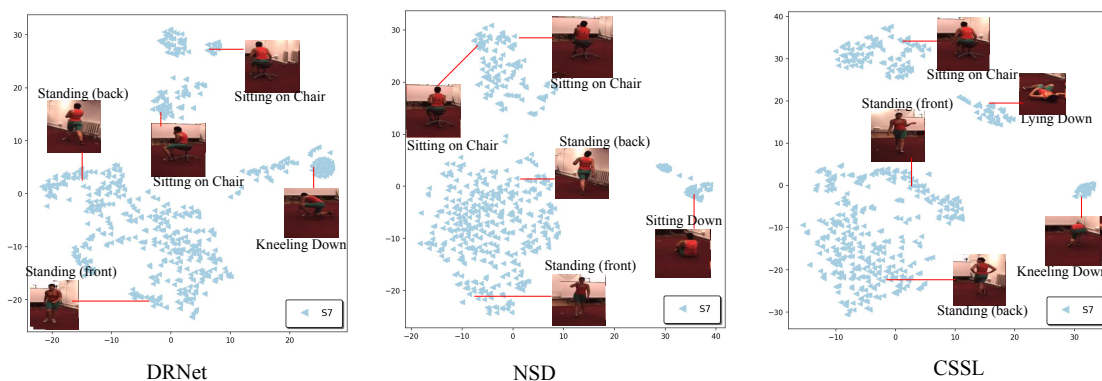 30
20
10
0
−10
−20
−20
−10
0
10
20
Standing (back)
Sitting on Chair
Sitting on Chair
Kneeling Down
Standing (front)
S7
DRNet
30
20
10
0
−10
−20
−20
−10
0
10
20
30
40
Sitting on Chair
Sitting on Chair
Standing (back)
Sitting Down
Standing (front)
S7
NSD
40
30
20
10
0
−10
−20
−30
−20
−10
0
10
20
30
Sitting on Chair
Standing (front)
Lying Down
Kneeling Down
Standing (back)
S7
CSSL